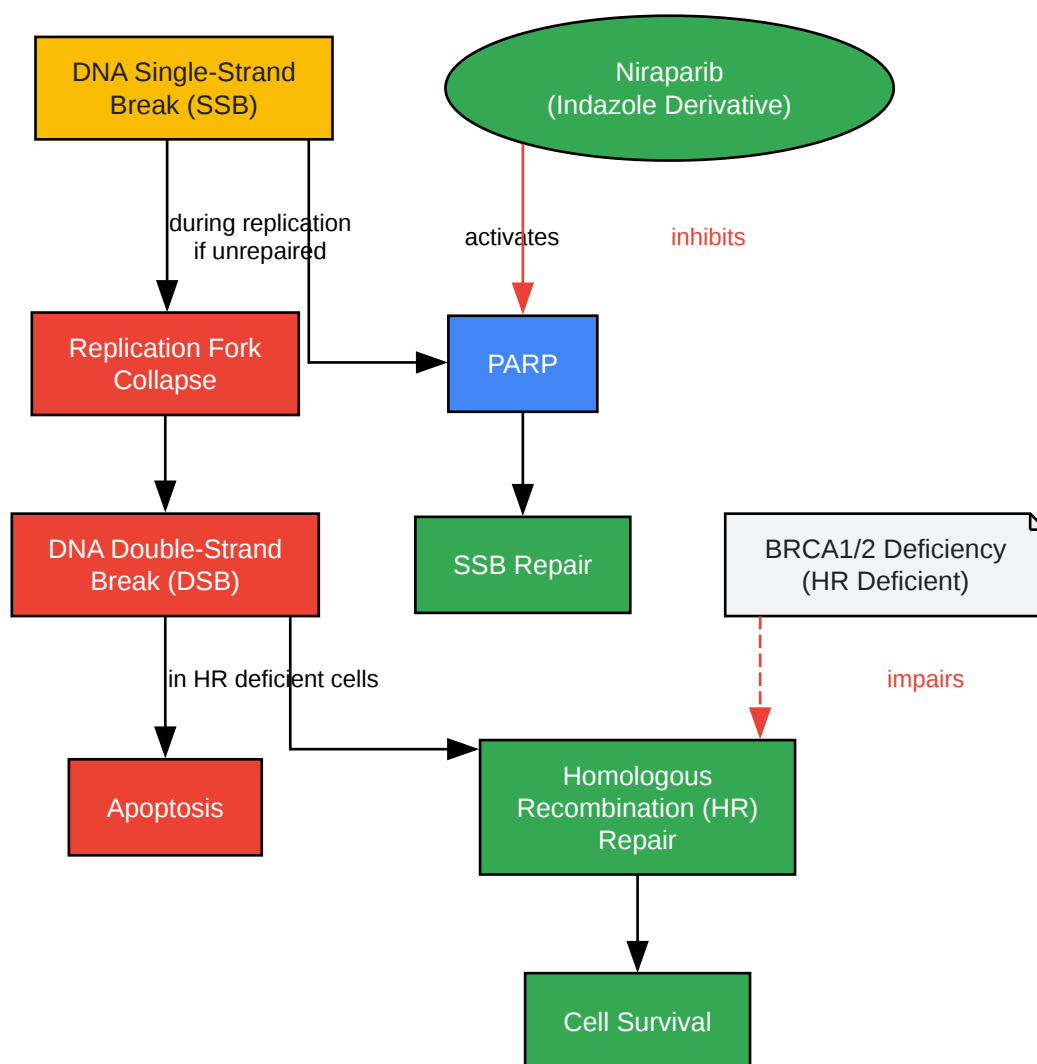 DNA Single-Strand
Break (SSB)
Niraparib
(Indazole Derivative)
during replication
if unrepaired
activates
inhibits
Replication Fork
Collapse
PARP
DNA Double-Strand
Break (DSB)
SSB Repair
BRCA1/2 Deficiency
(HR Deficient)
in HR deficient cells
impairs
Apoptosis
Homologous
Recombination (HR)
Repair
Cell Survival